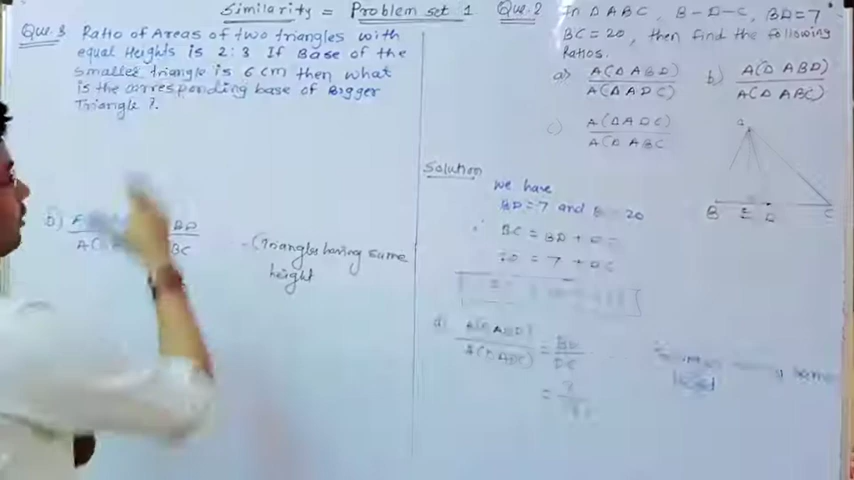 Similarity = Problem set 1
Que.3 Ratio of Areas of two triangles with
equal Heights is 2:3 If Base of the
smaller triangle is 6 cm then what
is the corresponding base of Bigger
Triangle ?
b)
BD
BC
(Triangles having same
height
Que.2 In Δ ABC, B-D-C, BD=7
BC = 20, then find the following
Ratios.
a) A(Δ ABD)
A(Δ ADC)
b) A(Δ ABD)
A(Δ ABC)
c) A(Δ ADC)
A(Δ ABC
B D C
Solution
we have
BD=7 and 20
∴ BC = BD +
= 7 + DC
A(Δ ABD) = BD
A(Δ ADC) DC
= 7